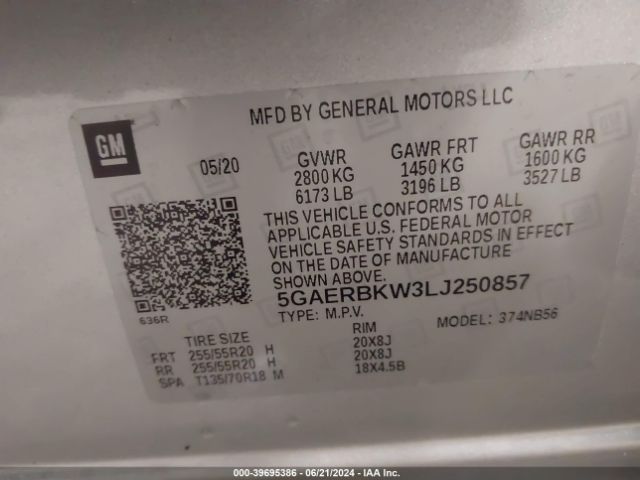 GM
MFD BY GENERAL MOTORS LLC
05/20
GVWR
2800 KG
6173 LB
GAWR FRT
1450 KG
3196 LB
GAWR RR
1600 KG
3527 LB
THIS VEHICLE CONFORMS TO ALL
APPLICABLE U.S. FEDERAL MOTOR
VEHICLE SAFETY STANDARDS IN EFFECT
ON THE DATE OF MANUFACTURE
SHOWN ABOVE.
5GAERBKW3LJ250857
636R
TYPE: M.P.V.
MODEL: 374NB56
TIRE SIZE RIM
FRT 255/55R20 H 20X8J
RR 255/55R20 H 20X8J
SPA T135/70R18 M 18X4.5B
000-39695386 - 06/21/2024 - IAA Inc.